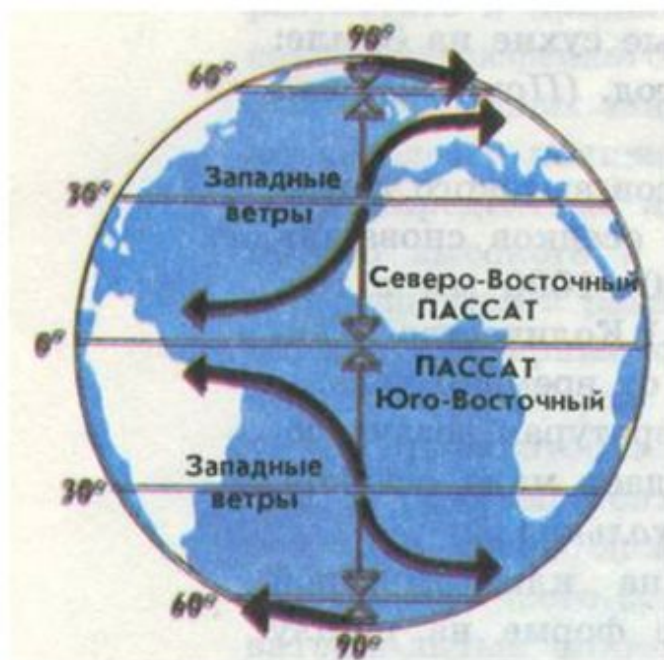 90°
60°
30°
Западные
ветры
Северо-Восточный
ПАССАТ
0°
ПАССАТ
Юго-Восточный
Западные
ветры
30°
60°
90°